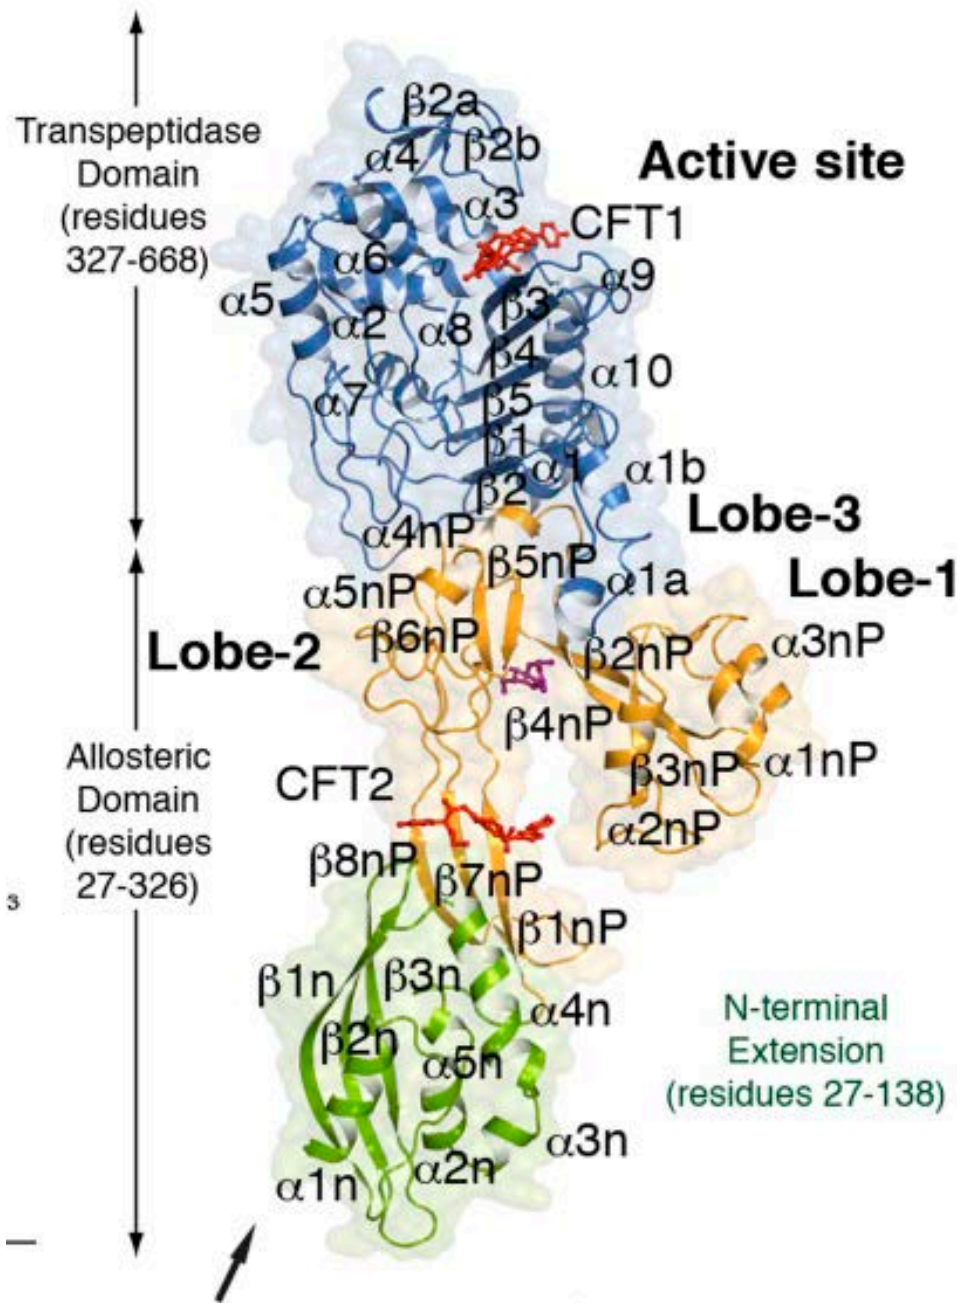 Transpeptidase
Domain
(residues
327-668)
β2a
α4
β2b
Active site
α3
CFT1
α6
α9
α5
β3
α2
α8
β4
α10
α7
β5
β1
α1
α1b
β2
Lobe-3
α4nP
β5nP
Lobe-1
α5nP
α1a
β6nP
Lobe-2
β2nP
α3nP
β4nP
Allosteric
Domain
(residues
27-326)
β3nP
α1nP
CFT2
α2nP
β8nP
β7nP
s
β1nP
β1n
β3n
α4n
N-terminal
Extension
(residues 27-138)
β2n
α5n
α3n
α2n
α1n